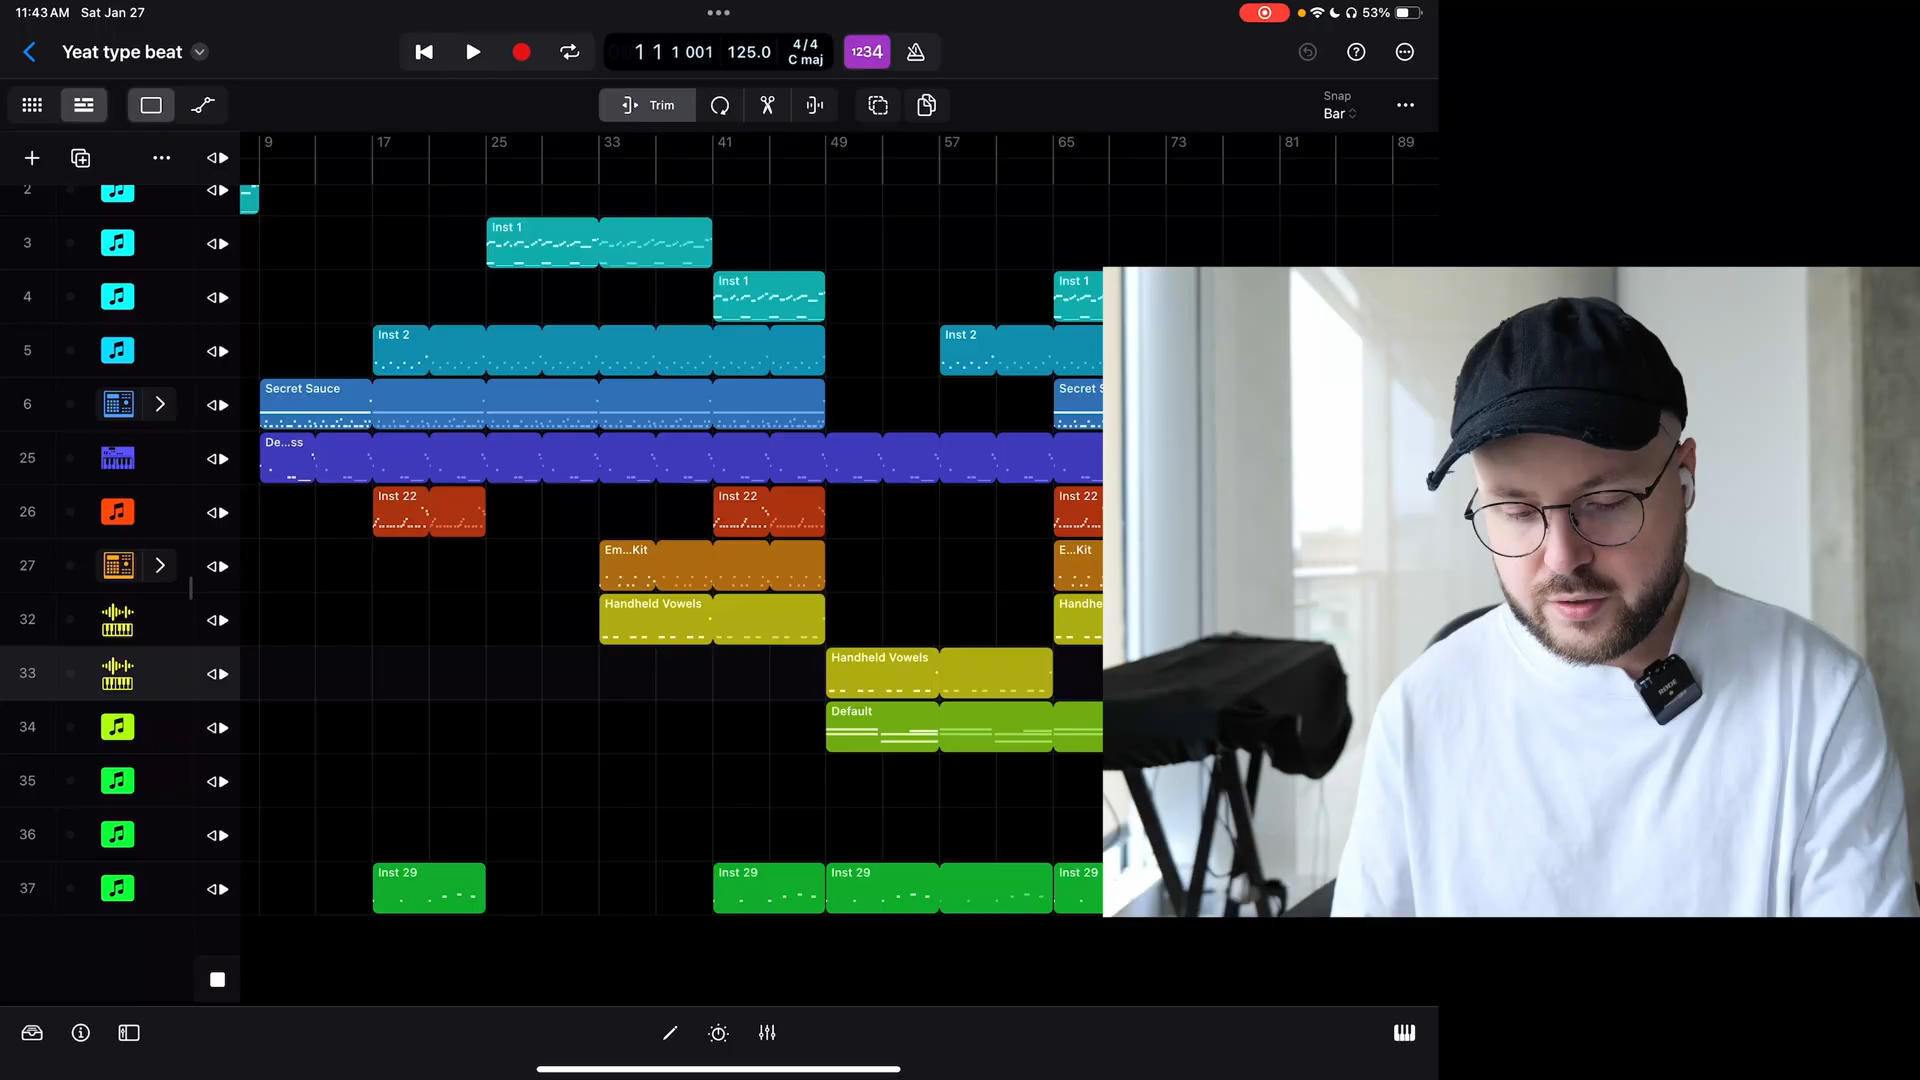 11:43 AM Sat Jan 27
53%
Yeat type beat
1 1 1 001
125.0
4/4
C maj
1234
Trim
Snap
Bar
9 17 25 33 41 49 57 65 73 81 89
2
3
Inst 1
4
Inst 1
Inst 1
5
Inst 2
Inst 2
6
Secret Sauce
Secret S
25
De...ss
26
Inst 22
Inst 22
Inst 22
27
Em...Kit
E...Kit
32
Handheld Vowels
Handhe
33
Handheld Vowels
34
Default
35
36
37
Inst 29
Inst 29
Inst 29
Inst 29
RØDE